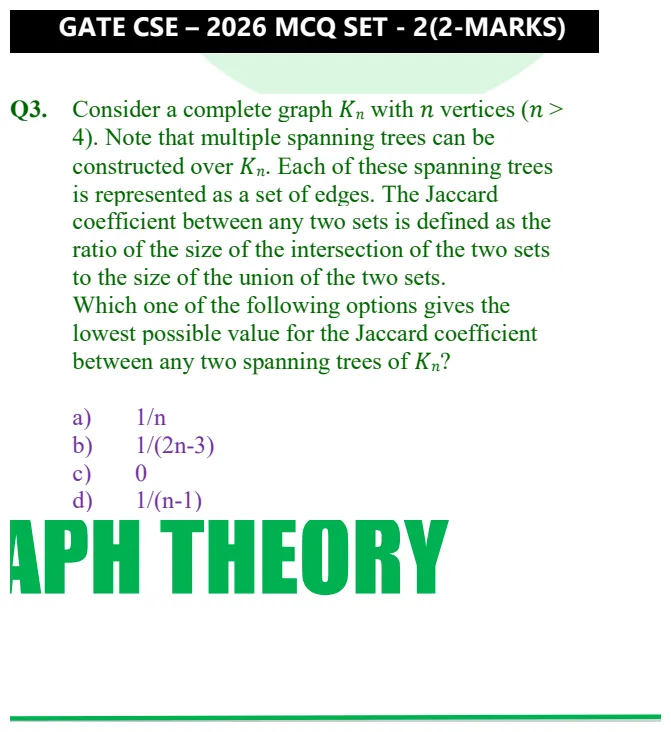 GATE CSE – 2026 MCQ SET - 2(2-MARKS)
Q3. Consider a complete graph Kₙ with n vertices (n >
4). Note that multiple spanning trees can be
constructed over Kₙ. Each of these spanning trees
is represented as a set of edges. The Jaccard
coefficient between any two sets is defined as the
ratio of the size of the intersection of the two sets
to the size of the union of the two sets.
Which one of the following options gives the
lowest possible value for the Jaccard coefficient
between any two spanning trees of Kₙ?
a) 1/n
b) 1/(2n-3)
c) 0
d) 1/(n-1)
APH THEORY